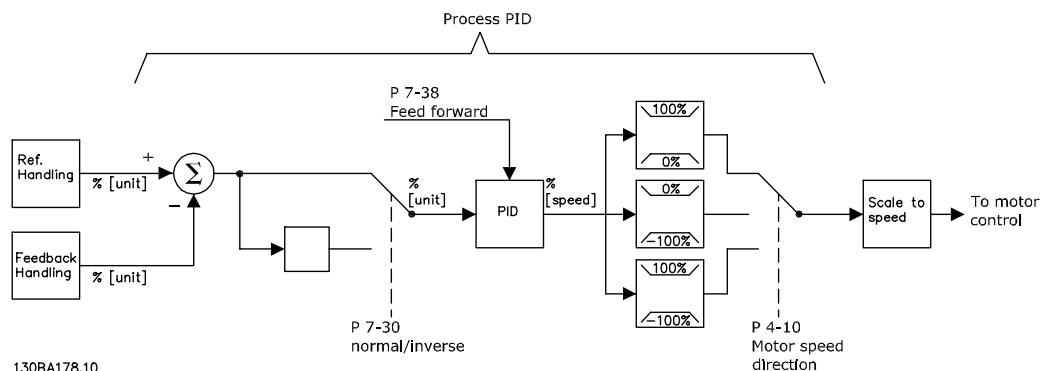 Process PID
P 7-38
Feed forward
100%
0%
Ref.
Handling
+
% [unit]
Σ
−
%
[unit]
PID
%
[speed]
0%
−100%
Scale to
speed
To motor
control
Feedback
Handling
% [unit]
100%
−100%
P 7-30
normal/inverse
P 4-10
Motor speed
direction
130BA178.10